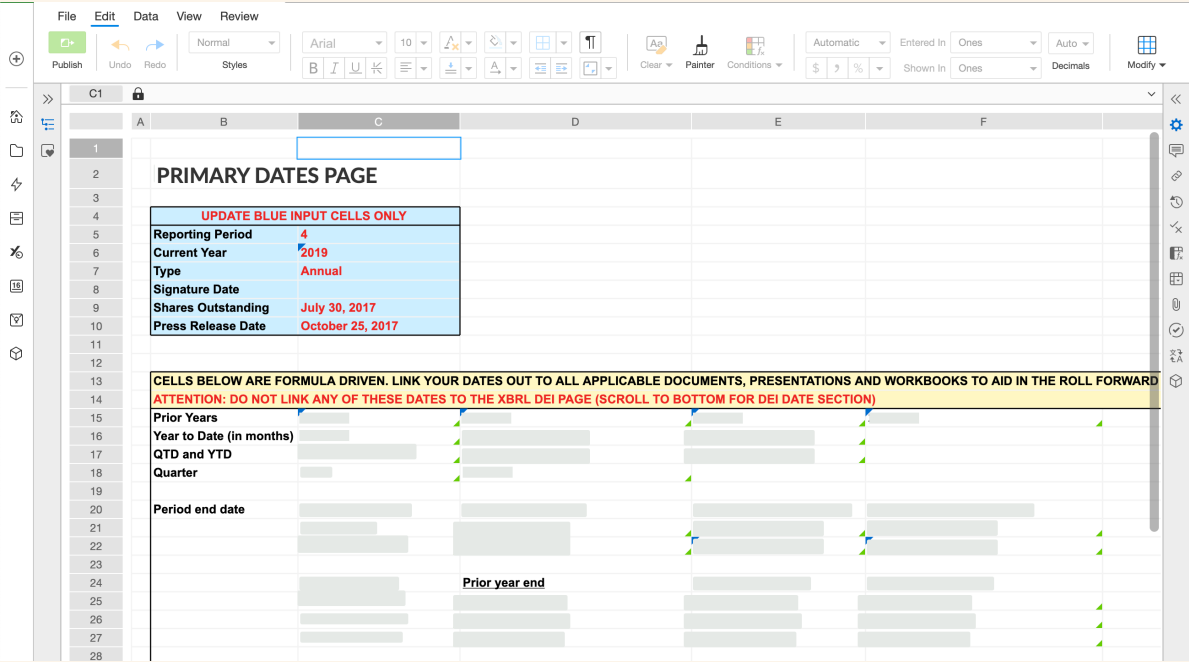 File Edit Data View Review
Normal Arial 10 Automatic Entered In Ones Auto
Publish Undo Redo Styles B I U Clear Painter Conditions $ % Shown In Ones Decimals Modify
C1
A B C D E F
1
2 PRIMARY DATES PAGE
3
4 UPDATE BLUE INPUT CELLS ONLY
5 Reporting Period 4
6 Current Year 2019
7 Type Annual
8 Signature Date
9 Shares Outstanding July 30, 2017
10 Press Release Date October 25, 2017
11
12
13 CELLS BELOW ARE FORMULA DRIVEN. LINK YOUR DATES OUT TO ALL APPLICABLE DOCUMENTS, PRESENTATIONS AND WORKBOOKS TO AID IN THE ROLL FORWARD
14 ATTENTION: DO NOT LINK ANY OF THESE DATES TO THE XBRL DEI PAGE (SCROLL TO BOTTOM FOR DEI DATE SECTION)
15 Prior Years
16 Year to Date (in months)
17 QTD and YTD
18 Quarter
19
20 Period end date
21
22
23
24 Prior year end
25
26
27
28
16